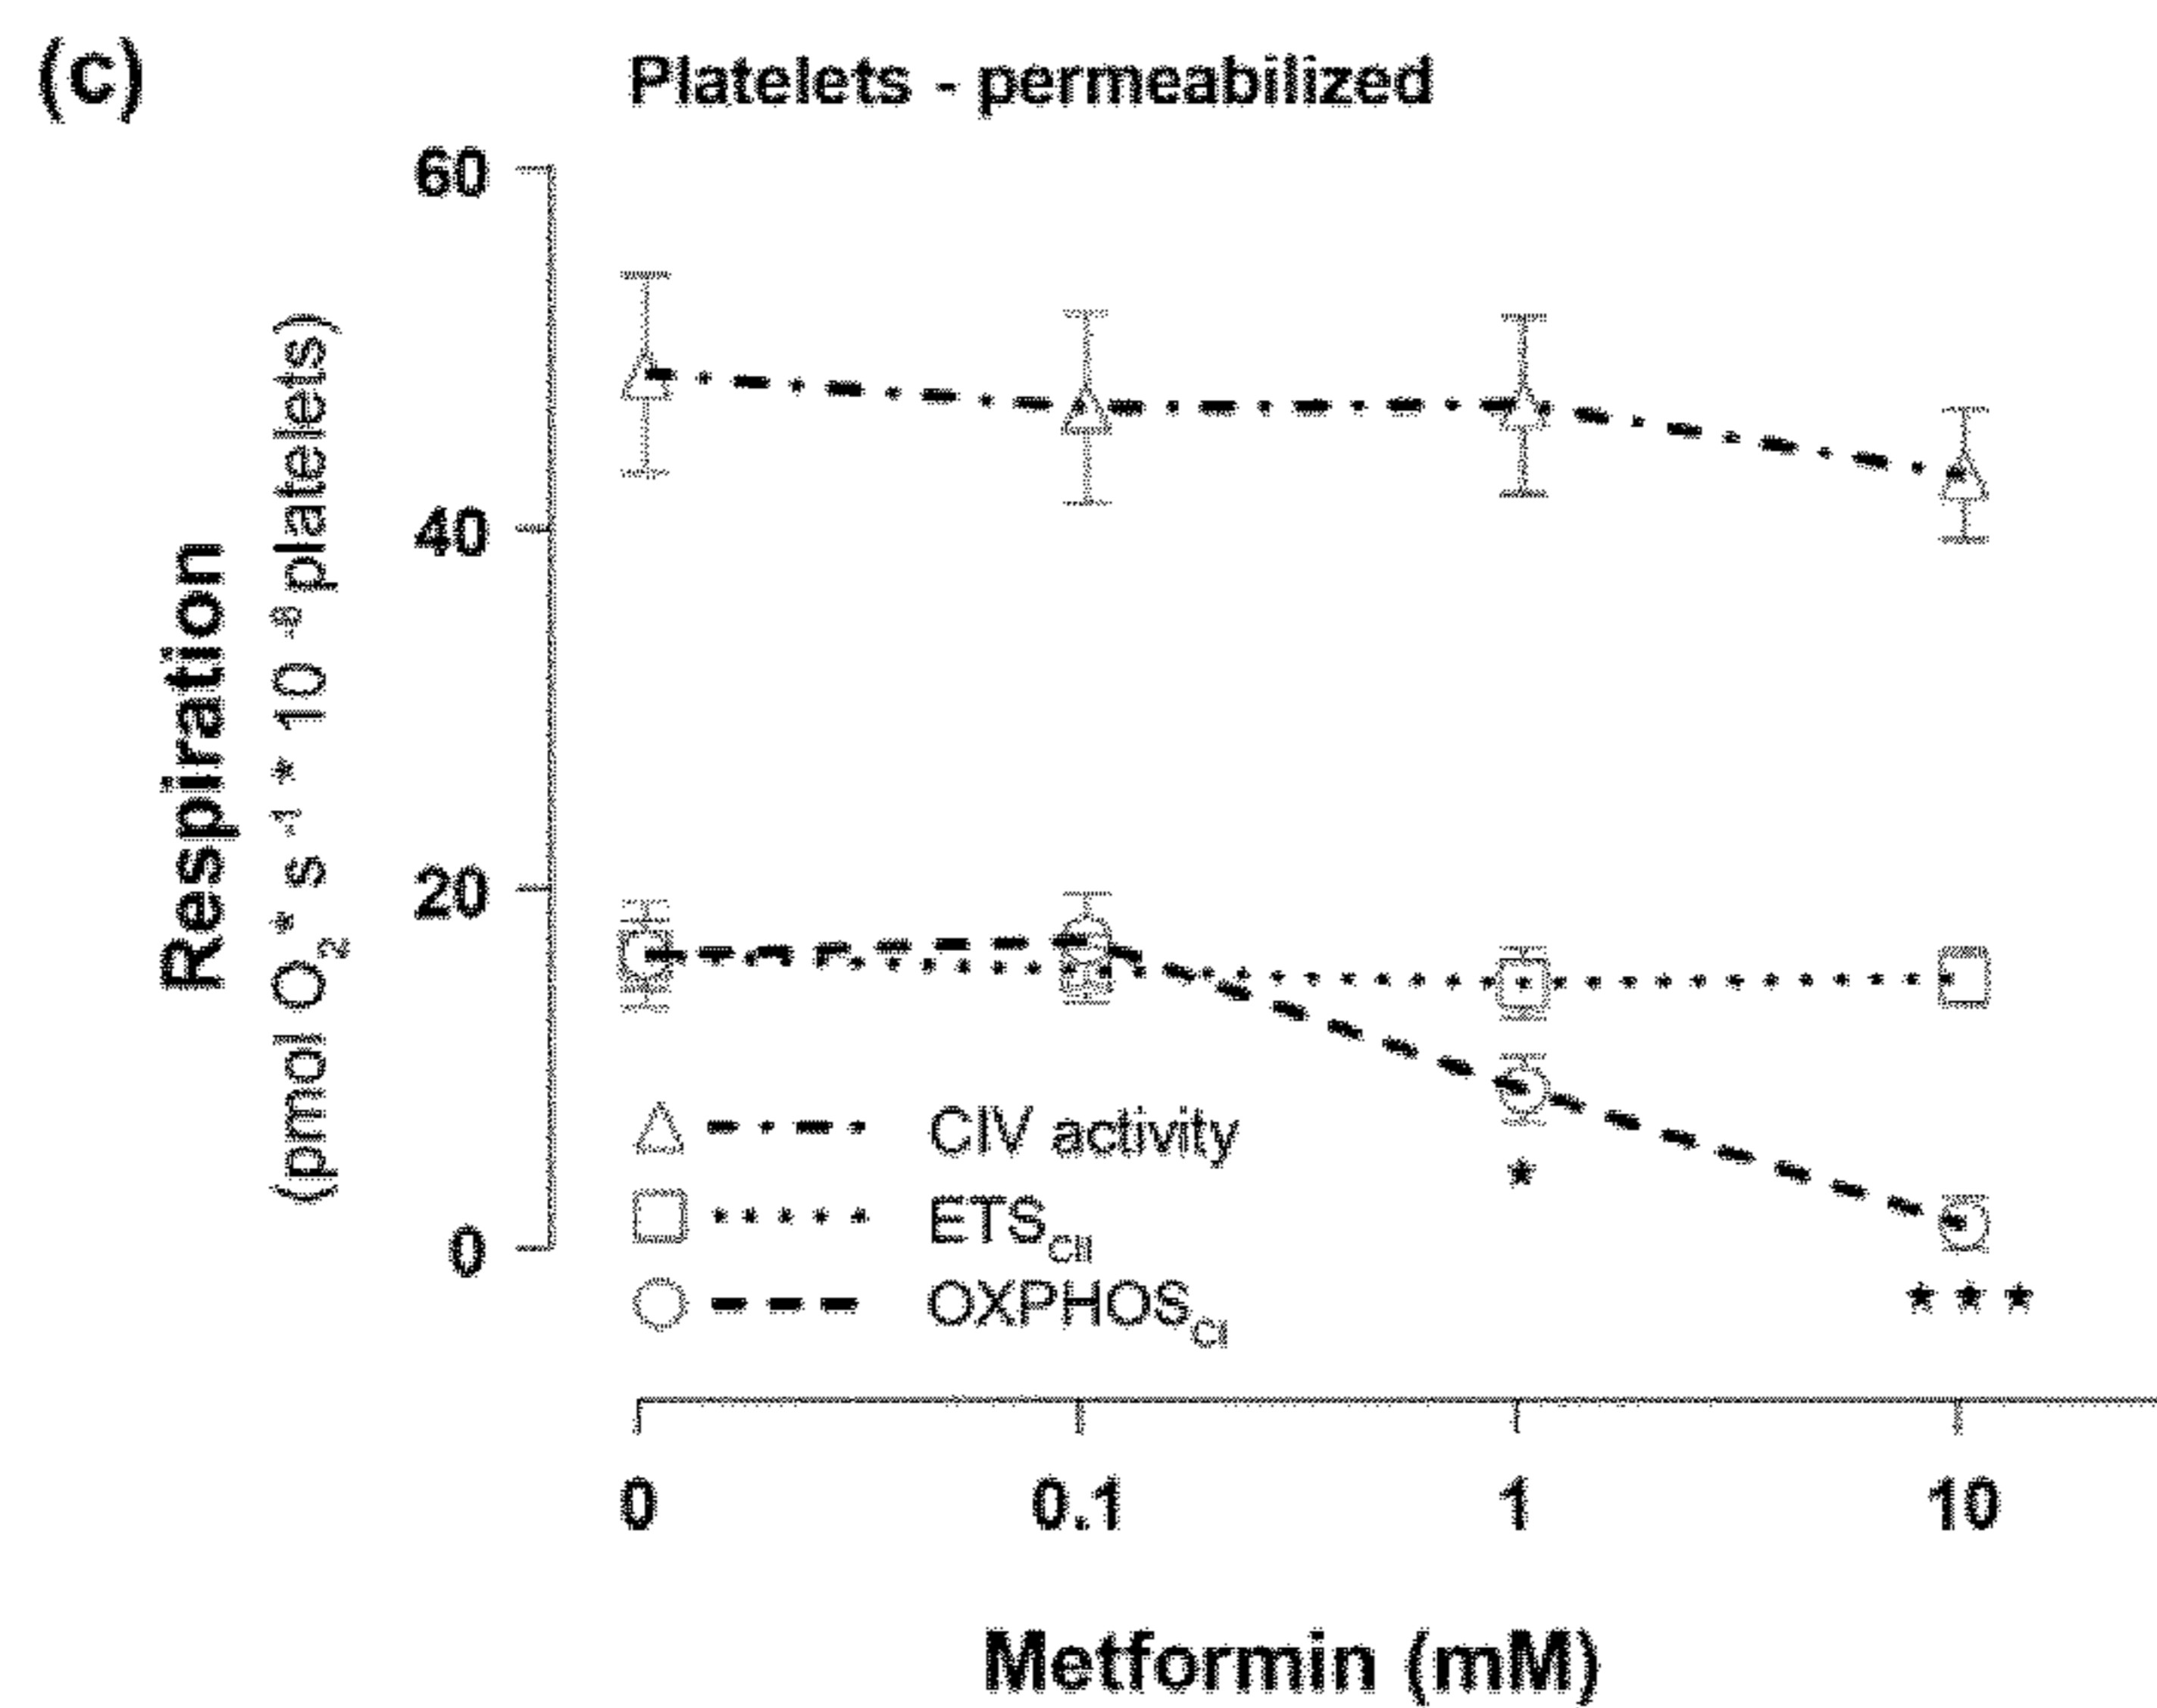 (c)
Platelets - permeabilized
60
40
20
0
Respiration
(pmol O2 * s-1 * 10-8 platelets)
CIV activity
ETSCII
OXPHOSCI
*
***
0 0.1 1 10
Metformin (mM)